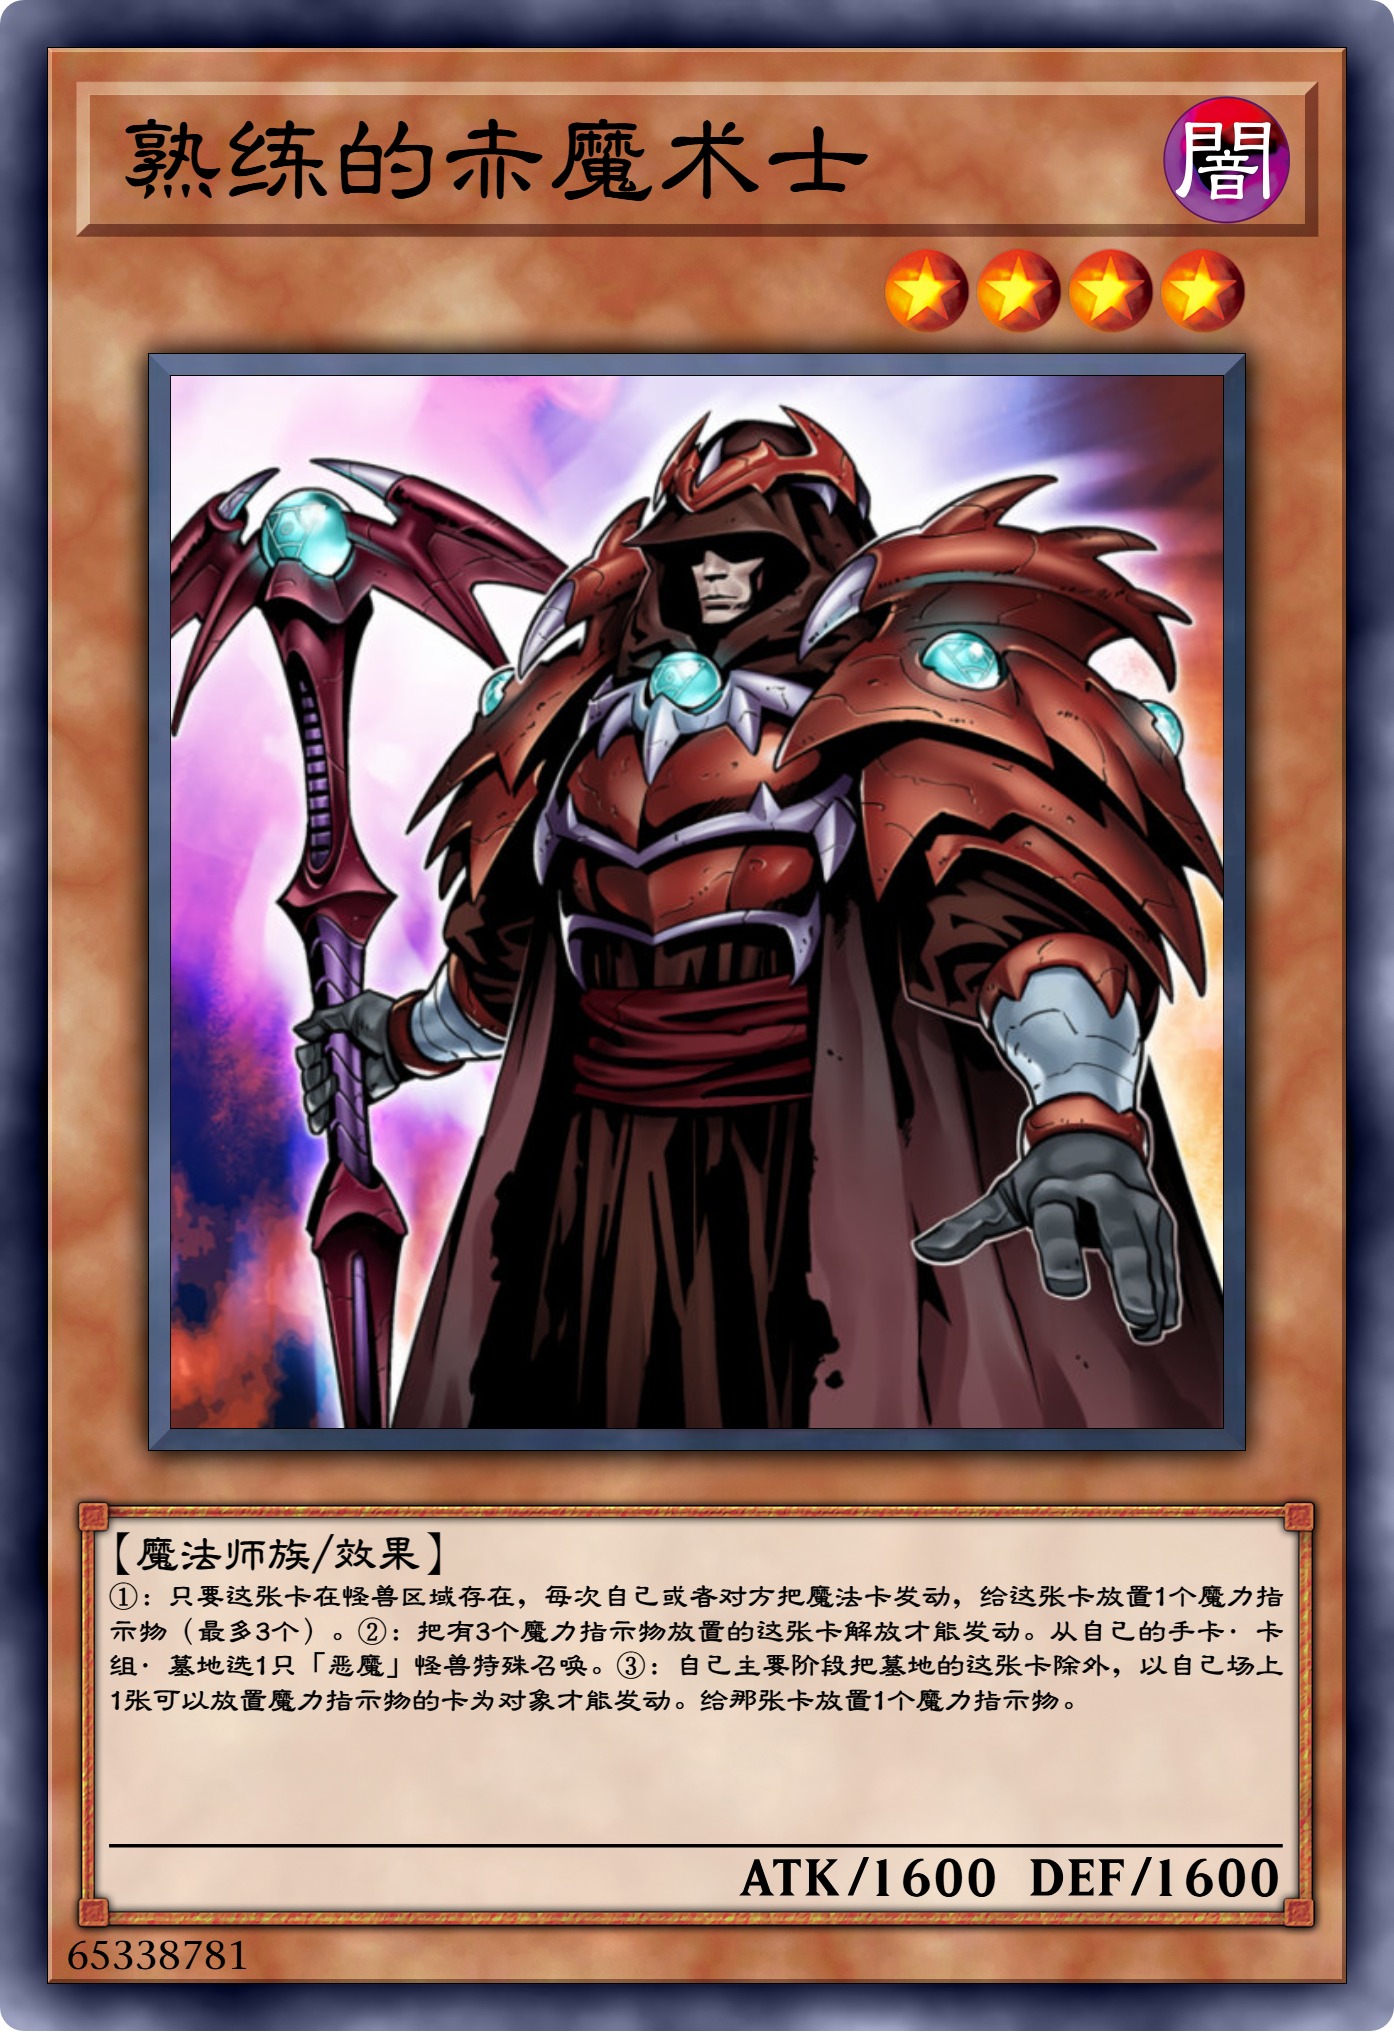 熟练的赤魔术士
闇
【魔法师族/效果】
①：只要这张卡在怪兽区域存在，每次自己或者对方把魔法卡发动，给这张卡放置1个魔力指
示物（最多3个）。②：把有3个魔力指示物放置的这张卡解放才能发动。从自己的手卡·卡
组·墓地选1只「恶魔」怪兽特殊召唤。③：自己主要阶段把墓地的这张卡除外，以自己场上
1张可以放置魔力指示物的卡为对象才能发动。给那张卡放置1个魔力指示物。
ATK/1600 DEF/1600
65338781